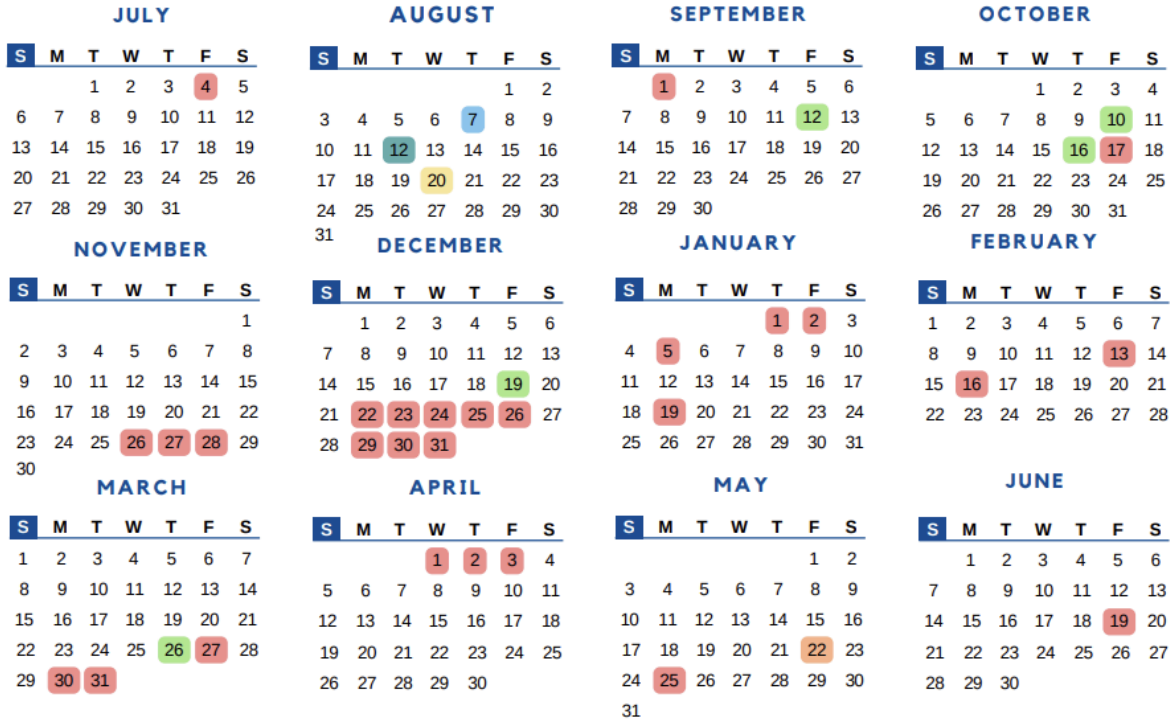 JULY AUGUST SEPTEMBER OCTOBER
S M T W T F S S M T W T F S S M T W T F S S M T W T F S
1 2 3 4 5 1 2 1 2 3 4 5 6 1 2 3 4
6 7 8 9 10 11 12 3 4 5 6 7 8 9 7 8 9 10 11 12 13 5 6 7 8 9 10 11
13 14 15 16 17 18 19 10 11 12 13 14 15 16 14 15 16 17 18 19 20 12 13 14 15 16 17 18
20 21 22 23 24 25 26 17 18 19 20 21 22 23 21 22 23 24 25 26 27 19 20 21 22 23 24 25
27 28 29 30 31 24 25 26 27 28 29 30 28 29 30 26 27 28 29 30 31
31
NOVEMBER DECEMBER JANUARY FEBRUARY
S M T W T F S S M T W T F S S M T W T F S S M T W T F S
1 1 2 3 4 5 6 1 2 3 1 2 3 4 5 6 7
2 3 4 5 6 7 8 7 8 9 10 11 12 13 4 5 6 7 8 9 10 8 9 10 11 12 13 14
9 10 11 12 13 14 15 14 15 16 17 18 19 20 11 12 13 14 15 16 17 15 16 17 18 19 20 21
16 17 18 19 20 21 22 21 22 23 24 25 26 27 18 19 20 21 22 23 24 22 23 24 25 26 27 28
23 24 25 26 27 28 29 28 29 30 31 25 26 27 28 29 30 31
30
MARCH APRIL MAY JUNE
S M T W T F S S M T W T F S S M T W T F S S M T W T F S
1 2 3 4 5 6 7 1 2 3 4 1 2 1 2 3 4 5 6
8 9 10 11 12 13 14 5 6 7 8 9 10 11 3 4 5 6 7 8 9 7 8 9 10 11 12 13
15 16 17 18 19 20 21 12 13 14 15 16 17 18 10 11 12 13 14 15 16 14 15 16 17 18 19 20
22 23 24 25 26 27 28 19 20 21 22 23 24 25 17 18 19 20 21 22 23 21 22 23 24 25 26 27
29 30 31 26 27 28 29 30 24 25 26 27 28 29 30 28 29 30
31